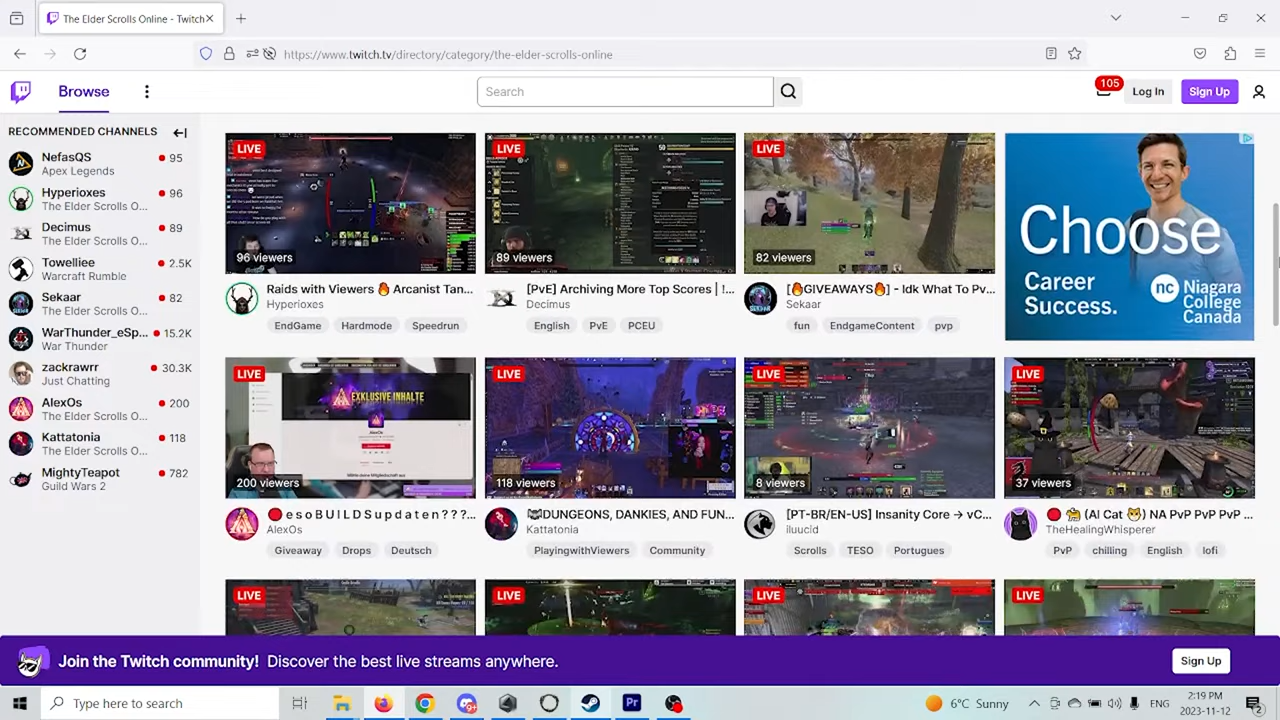 The Elder Scrolls Online - Twitch
https://www.twitch.tv/directory/category/the-elder-scrolls-online
Browse
Search
105
Log In
Sign Up
RECOMMENDED CHANNELS
NefasQS
95
Apex Legends
Hyperioxes
96
The Elder Scrolls O...
Decimus
89
The Elder Scrolls O...
Towelliee
2.5K
Warcraft Rumble
Sekaar
82
The Elder Scrolls O...
WarThunder_eSp...
15.2K
War Thunder
zackrawrr
Just Chatting
AlexOs
200
The Elder Scrolls O...
Kattatonia
118
The Elder Scrolls O...
MightyTeapot
782
Guild Wars 2
LIVE
96 viewers
Raids with Viewers 🔥 Arcanist Tan...
Hyperioxes
EndGame Hardmode Speedrun
LIVE
89 viewers
[PvE] Archiving More Top Scores | !...
Decimus
English PvE PCEU
LIVE
82 viewers
[🔥GIVEAWAYS🔥] - Idk What To Pv...
Sekaar
fun EndgameContent pvp
Choose
Career
Success.
nc
Niagara
College
Canada
LIVE
EXKLUSIVE INHALTE
AlexOs
200 viewers
🔴 e s o B U I L D S u p d a t e n ? ? ?...
AlexOs
Giveaway Drops Deutsch
LIVE
118 viewers
DUNGEONS, DANKIES, AND FUN...
Kattatonia
PlayingwithViewers Community
LIVE
8 viewers
[PT-BR/EN-US] Insanity Core → vC...
iluucid
Scrolls TESO Portugues
LIVE
37 viewers
🔴 🐆 (AI Cat 🐱) NA PvP PvP PvP ...
TheHealingWhisperer
PvP chilling English lofi
LIVE
LIVE
LIVE
LIVE
Join the Twitch community! Discover the best live streams anywhere.
Sign Up
Type here to search
Pr
6°C Sunny
ENG
2:19 PM
2023-11-12
2